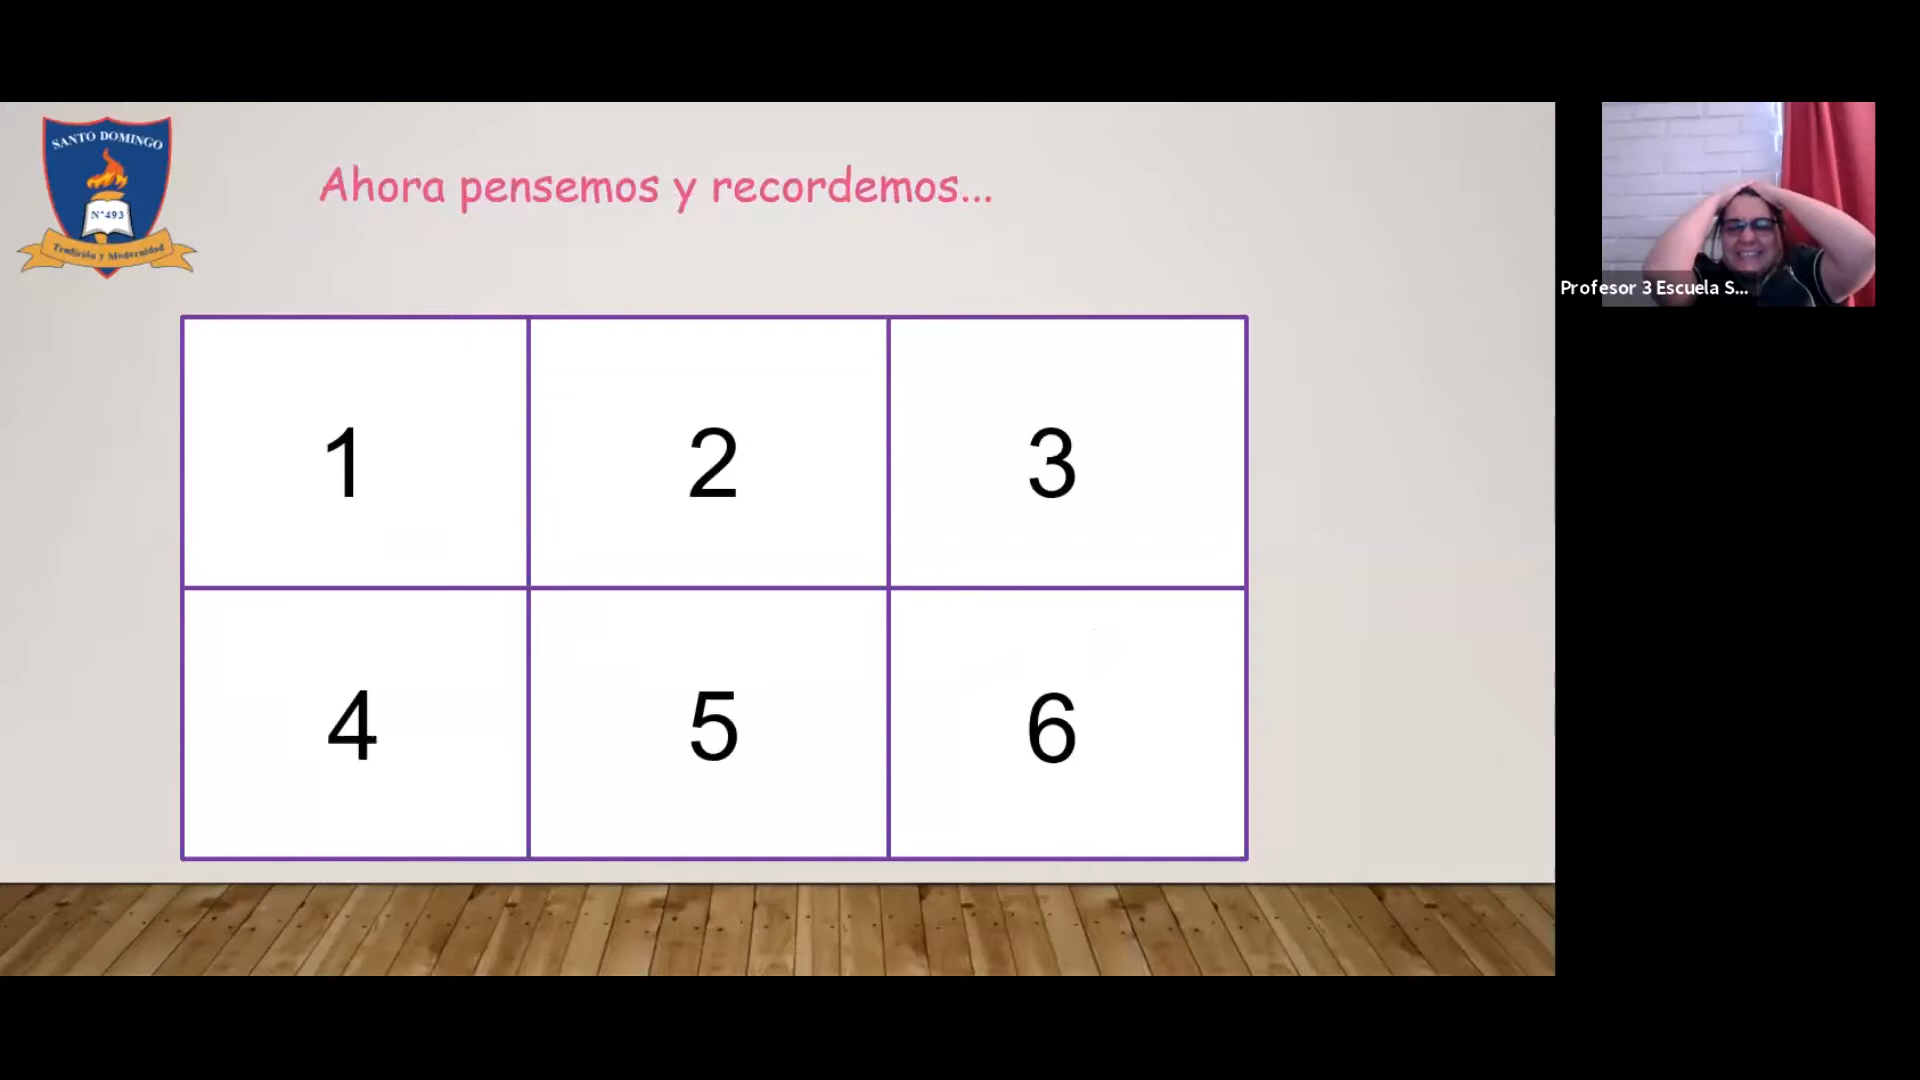 SANTO DOMINGO
N°493
Tradición y Modernidad
Ahora pensemos y recordemos...
1 2 3
4 5 6
Profesor 3 Escuela S...